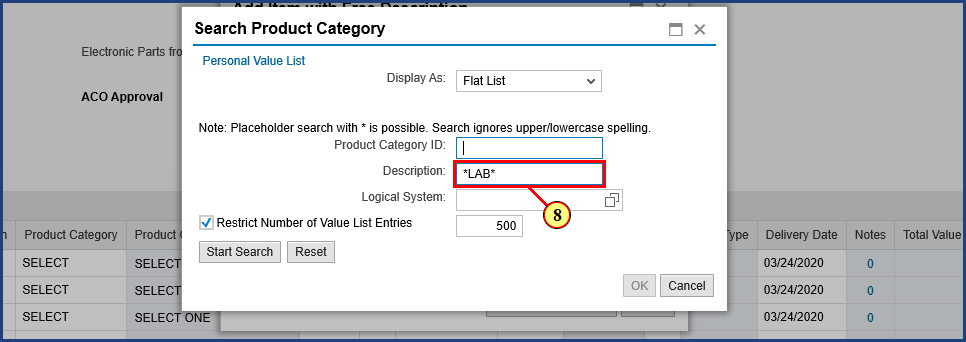 Add Item with Free Description
Search Product Category
Electronic Parts fro
Personal Value List
Display As: Flat List
ACO Approval
Note: Placeholder search with * is possible. Search ignores upper/lowercase spelling.
Product Category ID:
Description: *LAB*
Logical System:
8
Restrict Number of Value List Entries 500
Product Category Product C Type Delivery Date Notes Total Value
Start Search Reset
SELECT SELECT 03/24/2020 0
OK Cancel
SELECT SELECT 03/24/2020 0
SELECT SELECT ONE 03/24/2020 0